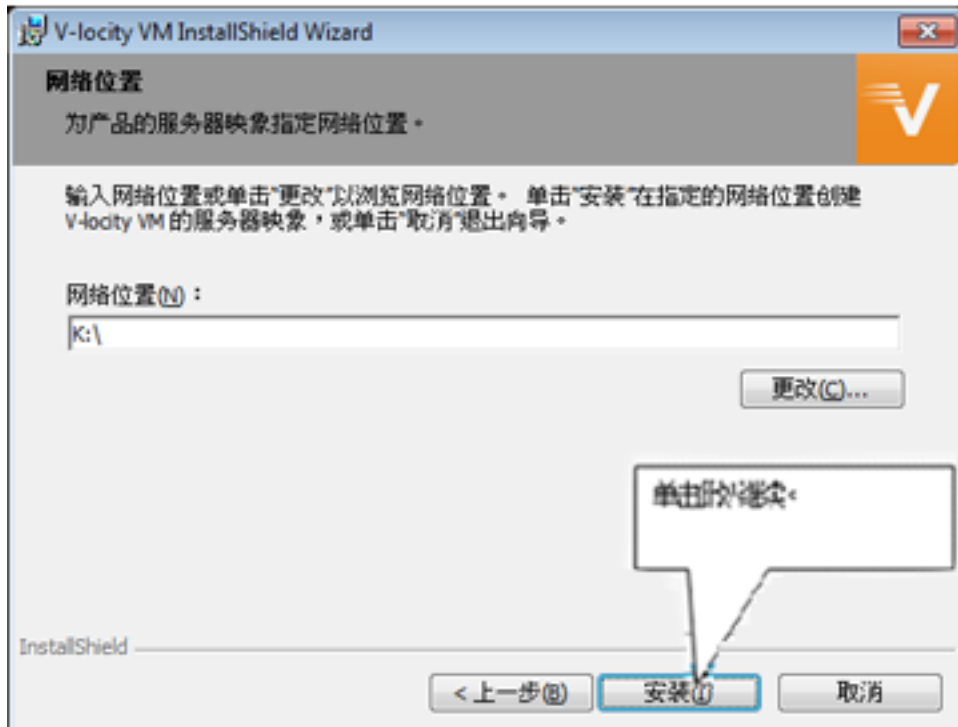 V-locity VM InstallShield Wizard
网络位置
为产品的服务器映象指定网络位置。
输入网络位置或单击"更改"以浏览网络位置。 单击"安装"在指定的网络位置创建
V-locity VM 的服务器映象，或单击"取消"退出向导。
网络位置(N)：
K:\
更改(C)...
单击
InstallShield
< 上一步(B)
安装(I)
取消